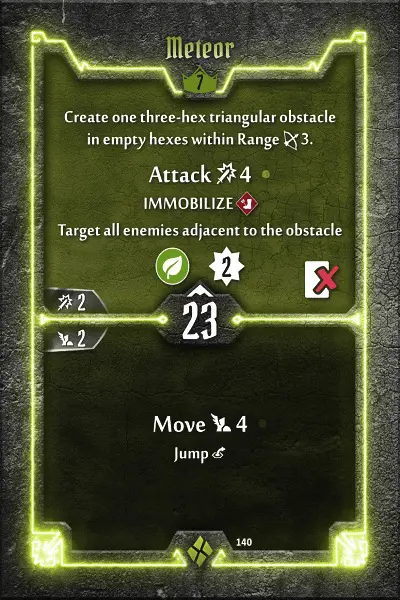 Meteor
7
Create one three-hex triangular obstacle
in empty hexes within Range 3.
Attack 4
IMMOBILIZE
Target all enemies adjacent to the obstacle
2
2
23
2
Move 4
Jump
140